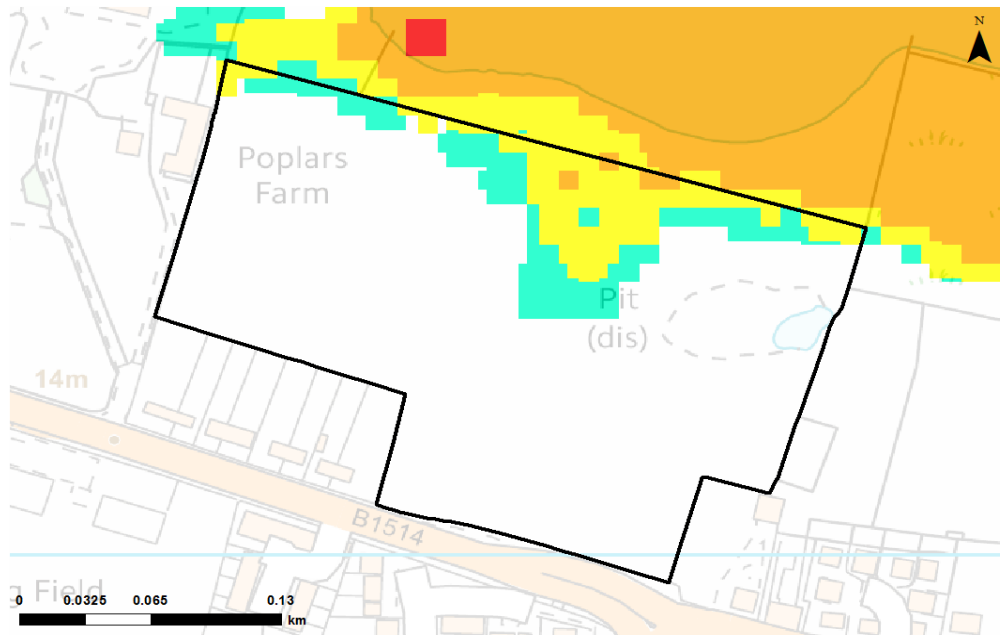 N
Poplars
Farm
Pit
(dis)
14m
B1514
g Field
0 0.0325 0.065 0.13
km